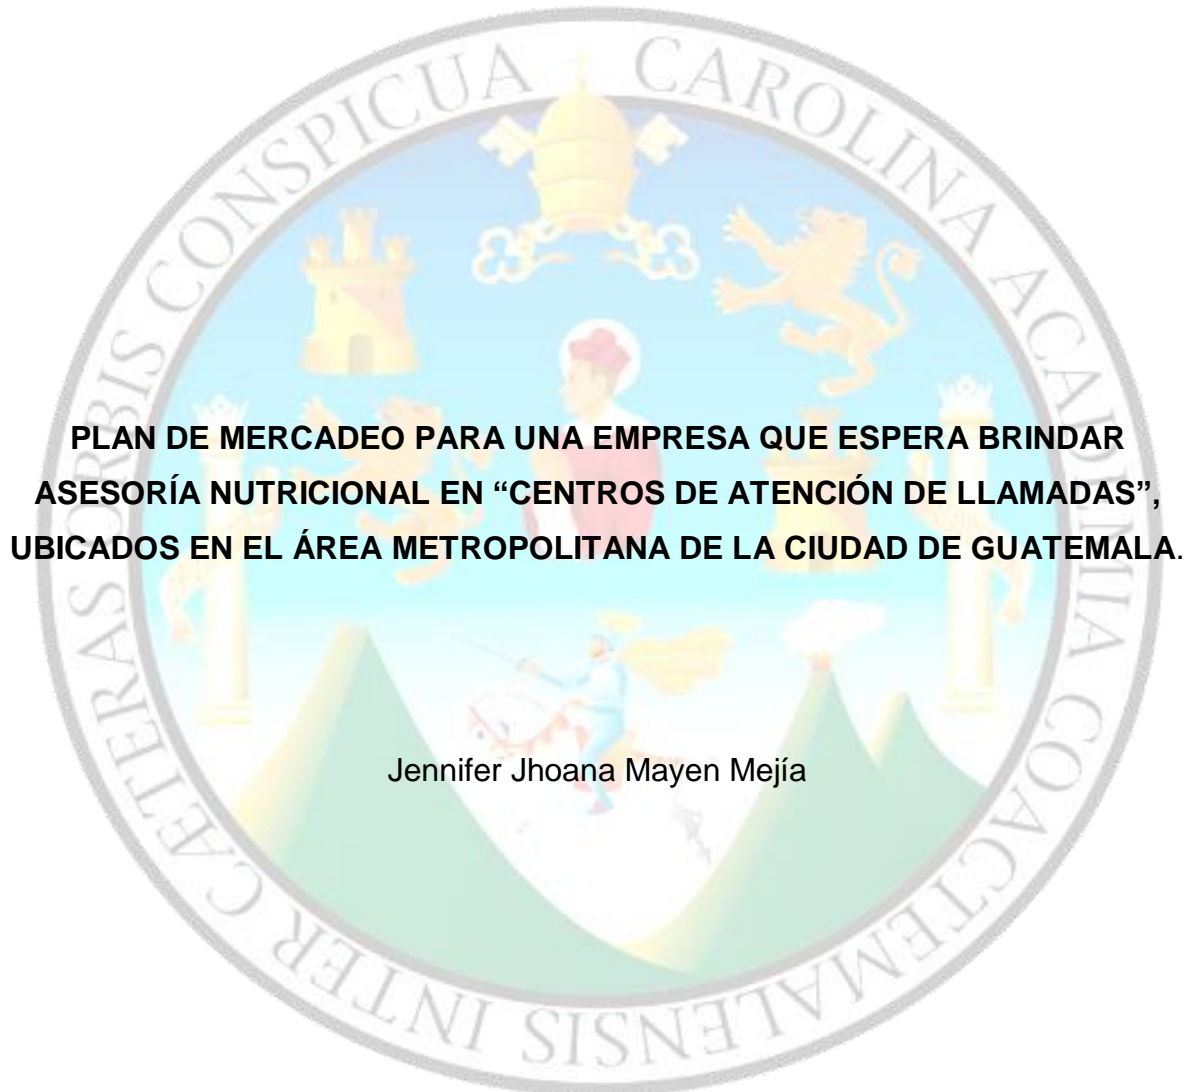 CAROLINA ACADEMIA COACTEMALENSIS INTER CÆTERAS ORBIS CONSPICUA
PLAN DE MERCADEO PARA UNA EMPRESA QUE ESPERA BRINDAR
ASESORÍA NUTRICIONAL EN “CENTROS DE ATENCIÓN DE LLAMADAS”,
UBICADOS EN EL ÁREA METROPOLITANA DE LA CIUDAD DE GUATEMALA.
Jennifer Jhoana Mayen Mejía